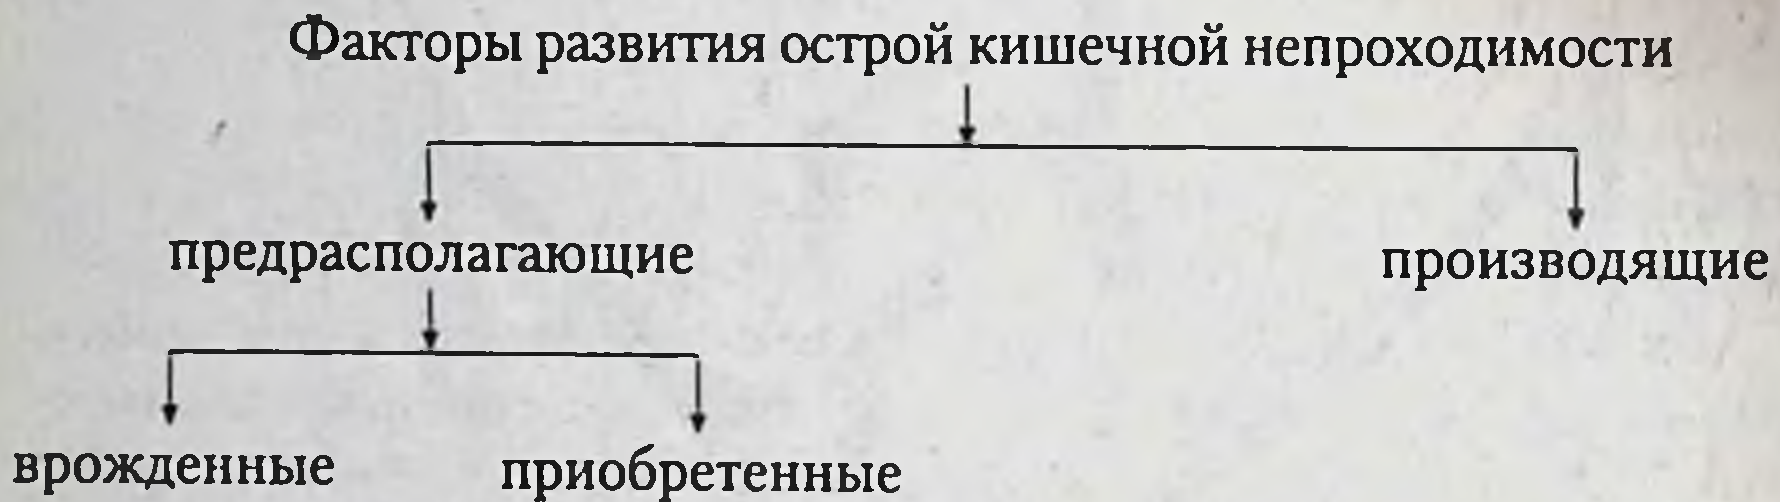 Факторы развития острой кишечной непроходимости
предрасполагающие
производящие
врожденные
приобретенные